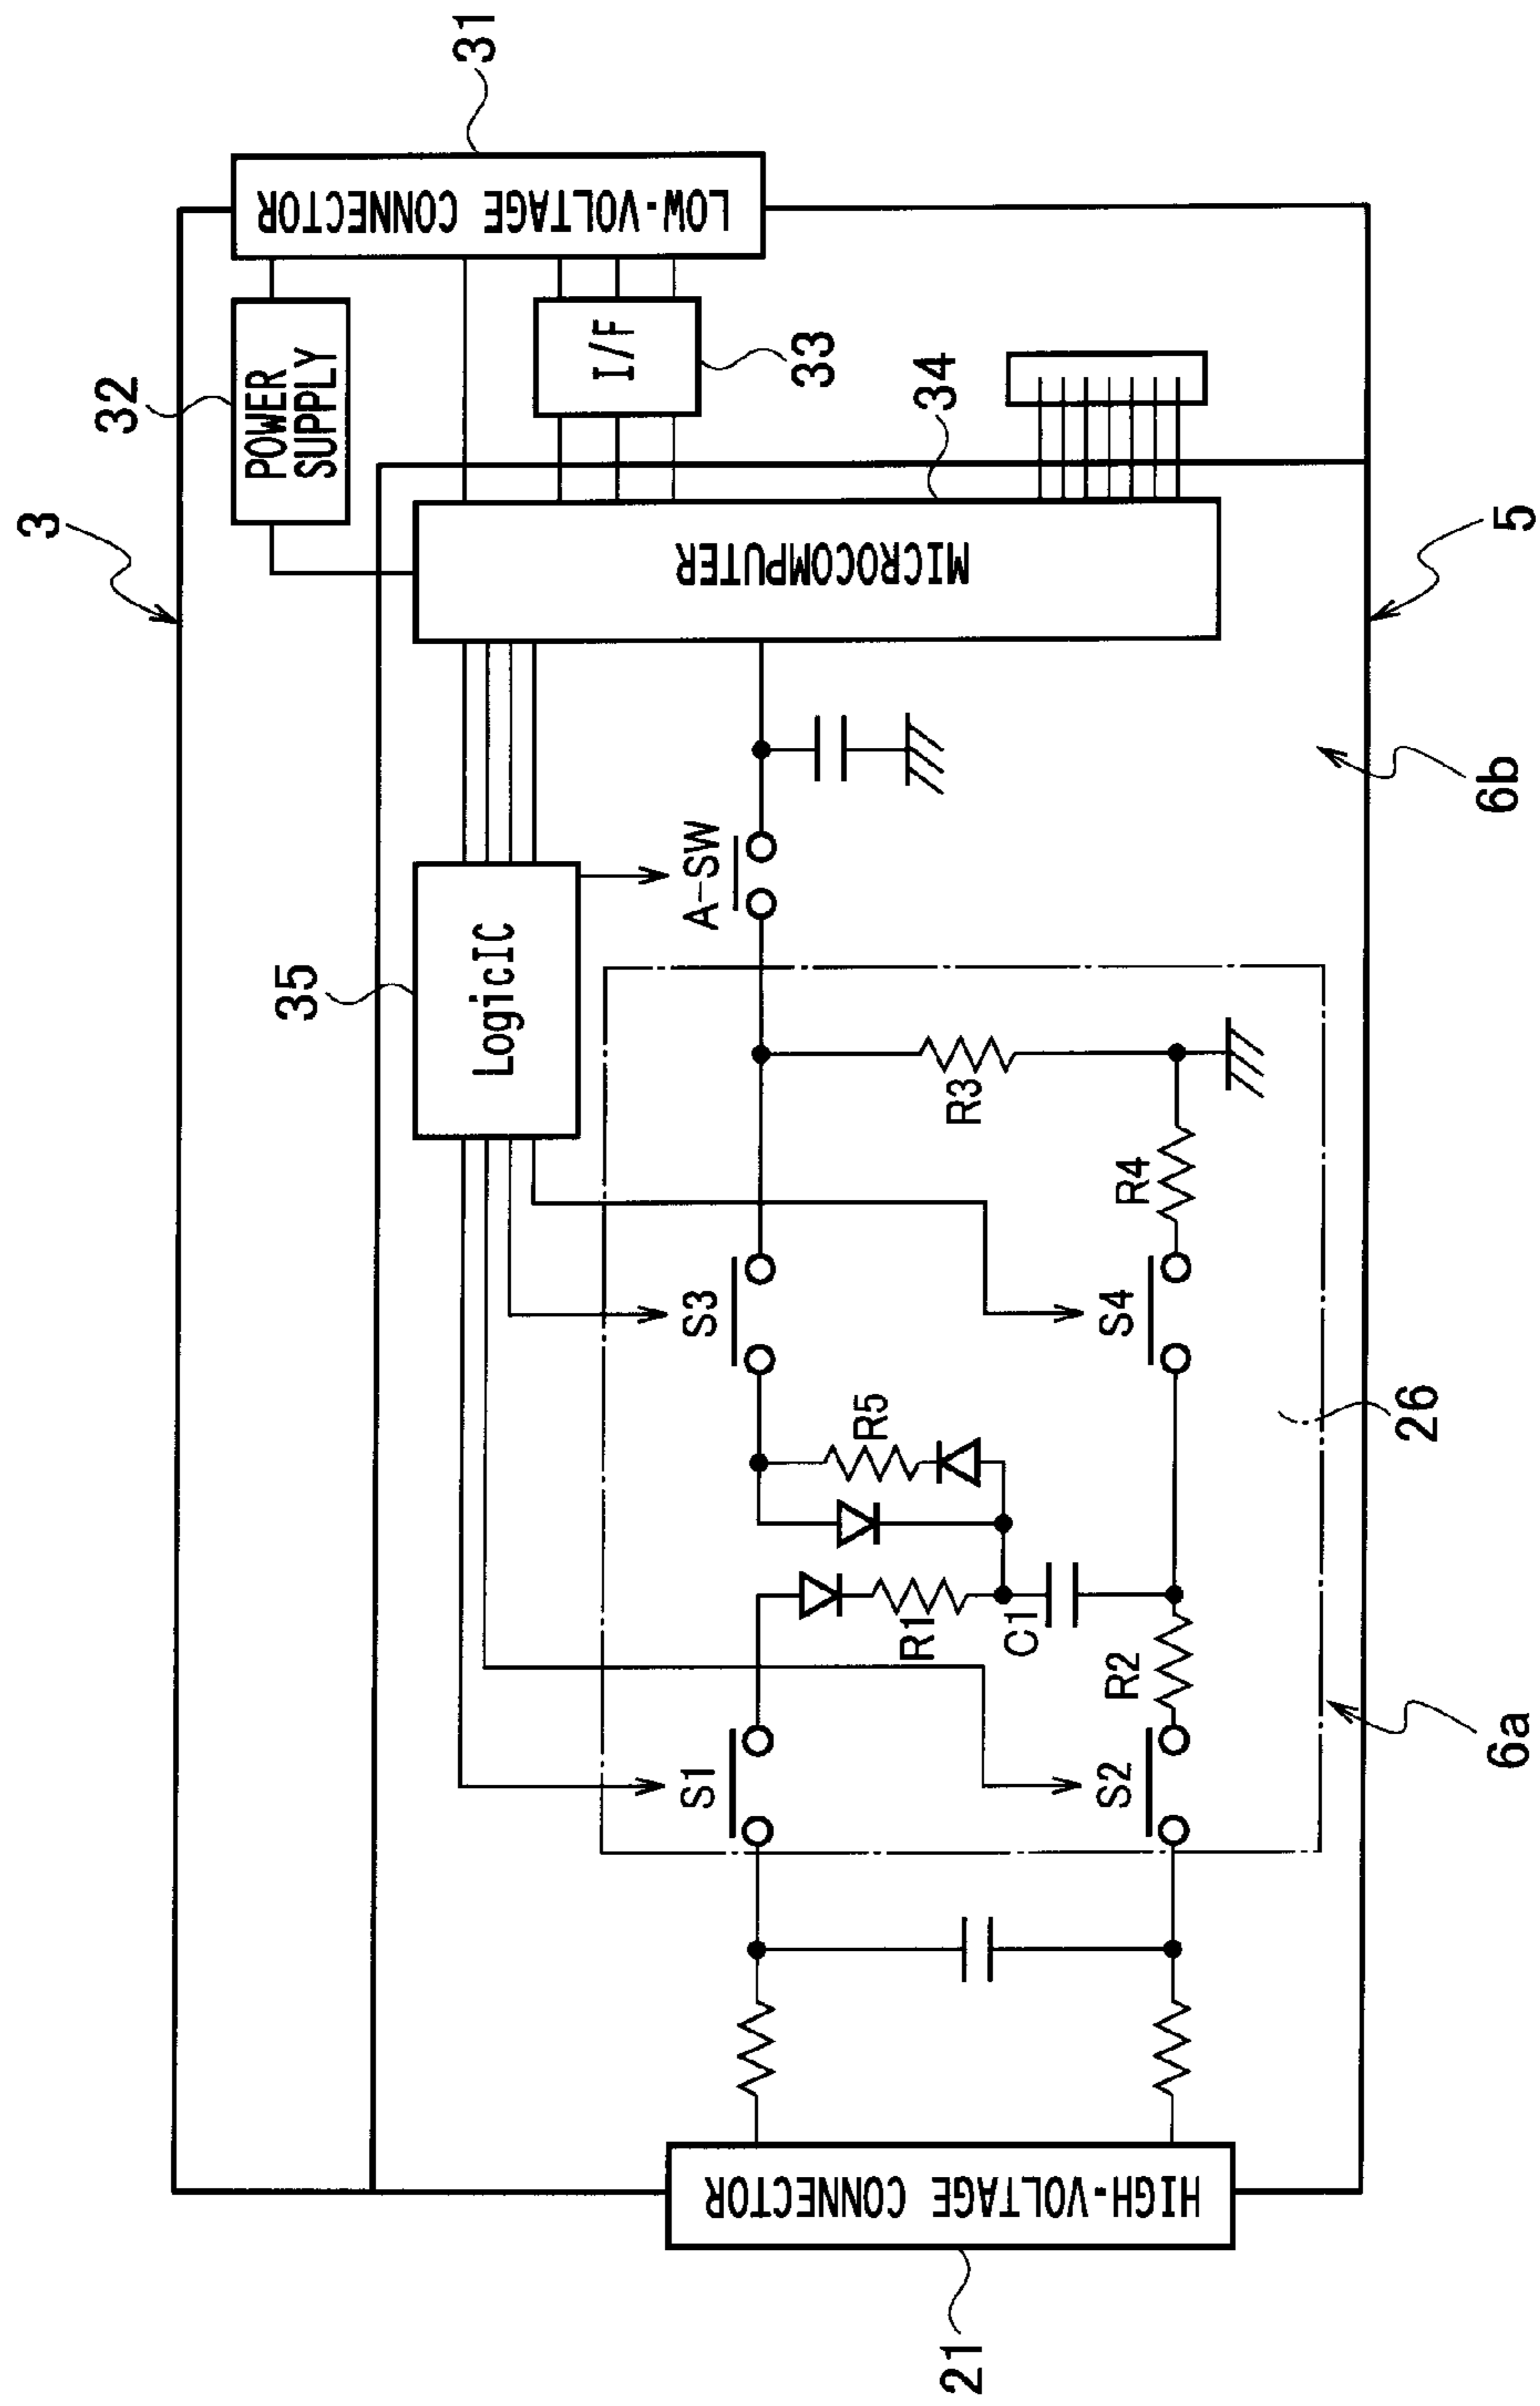 3
32
POWER
SUPPLY
LOW-VOLTAGE CONNECTOR
31
I/F
33
34
MICROCOMPUTER
35
LogicIC
A-SW
S3
S1
R5
R3
R1
C1
R4
S4
R2
S2
HIGH-VOLTAGE CONNECTOR
21
26
6a
6b
5